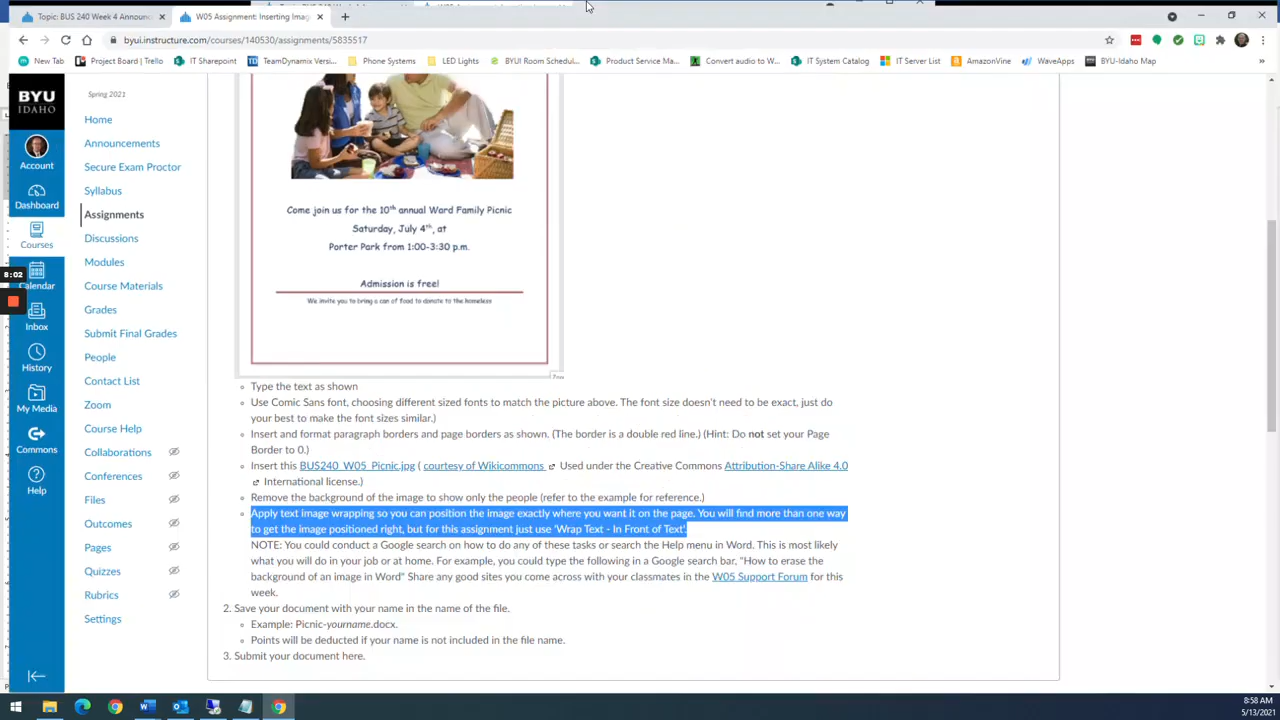 Topic: BUS 240 Week 4 Announc
W05 Assignment: Inserting Imag
byui.instructure.com/courses/140530/assignments/5835517
New Tab
Project Board | Trello
IT Sharepoint
TeamDynamix Versi...
Phone Systems
LED Lights
BYUI Room Schedul...
Product Service Ma...
Convert audio to W...
IT System Catalog
IT Server List
AmazonVine
WaveApps
BYU-Idaho Map
BYU
IDAHO
Account
Dashboard
Courses
8:02
Calendar
Inbox
History
My Media
Commons
Help
Spring 2021
Home
Announcements
Secure Exam Proctor
Syllabus
Assignments
Discussions
Modules
Course Materials
Grades
Submit Final Grades
People
Contact List
Zoom
Course Help
Collaborations
Conferences
Files
Outcomes
Pages
Quizzes
Rubrics
Settings
Come join us for the 10th annual Ward Family Picnic
Saturday, July 4th, at
Porter Park from 1:00-3:30 p.m.
Admission is free!
We invite you to bring a can of food to donate to the homeless
Type the text as shown
Use Comic Sans font, choosing different sized fonts to match the picture above. The font size doesn't need to be exact, just do
your best to make the font sizes similar.)
Insert and format paragraph borders and page borders as shown. (The border is a double red line.) (Hint: Do not set your Page
Border to 0.)
Insert this BUS240_W05_Picnic.jpg ( courtesy of Wikicommons Used under the Creative Commons Attribution-Share Alike 4.0
International license.)
Remove the background of the image to show only the people (refer to the example for reference.)
Apply text image wrapping so you can position the image exactly where you want it on the page. You will find more than one way
to get the image positioned right, but for this assignment just use 'Wrap Text - In Front of Text'.
NOTE: You could conduct a Google search on how to do any of these tasks or search the Help menu in Word. This is most likely
what you will do in your job or at home. For example, you could type the following in a Google search bar, "How to erase the
background of an image in Word" Share any good sites you come across with your classmates in the W05 Support Forum for this
week.
2. Save your document with your name in the name of the file.
Example: Picnic-yourname.docx.
Points will be deducted if your name is not included in the file name.
3. Submit your document here.
8:58 AM
5/13/2021